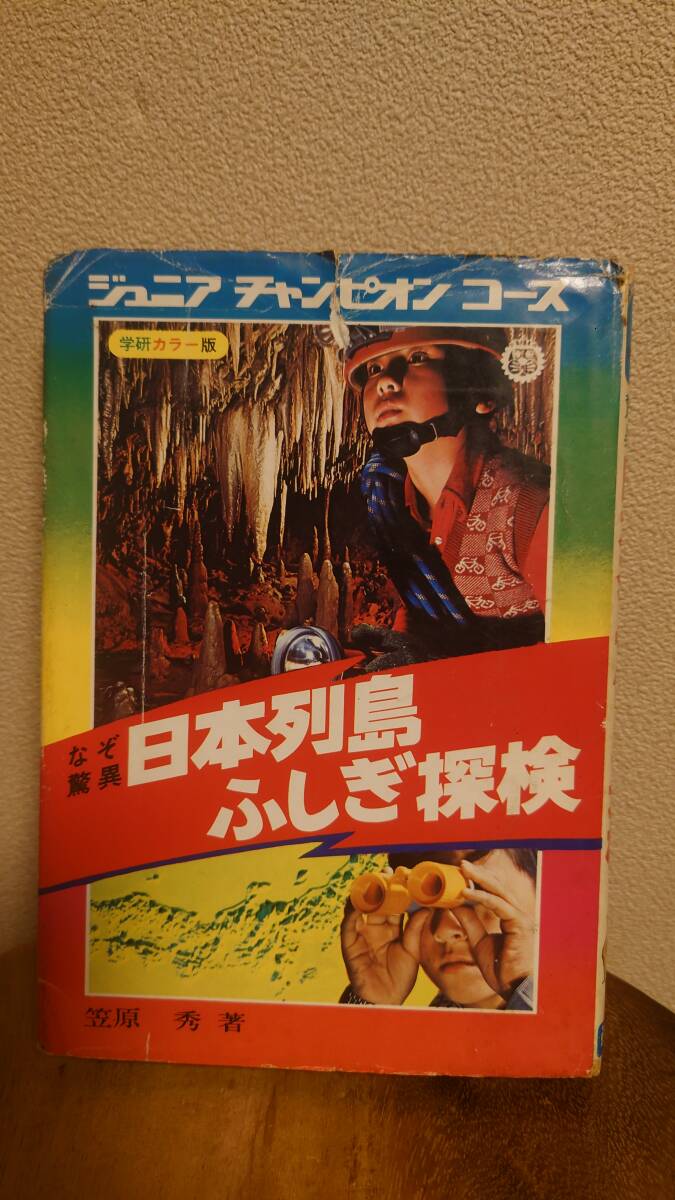 ジュニア チャンピオン コース
学研カラー版
なぞ
驚異
日本列島
ふしぎ探検
笠原 秀著